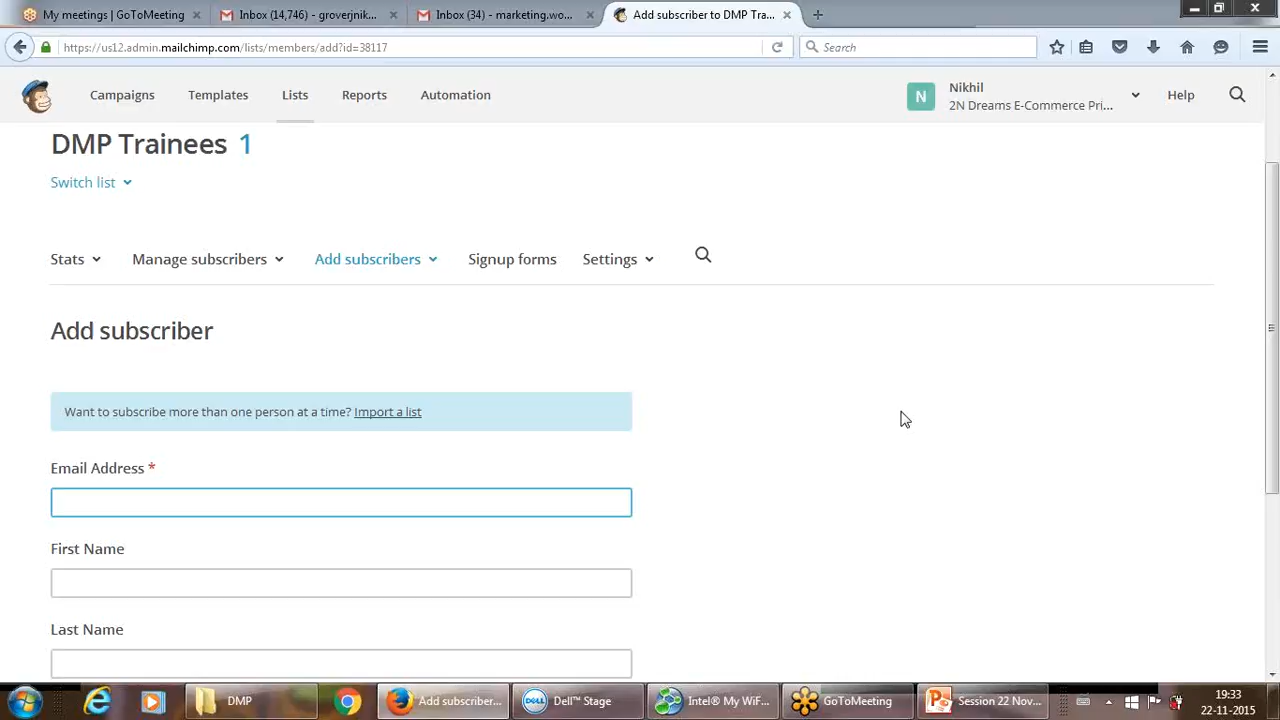 My meetings | GoToMeeting
Inbox (14,746) - groverjnik...
Inbox (34) - marketing.wo...
Add subscriber to DMP Tra...
https://us12.admin.mailchimp.com/lists/members/add?id=38117
Search
Campaigns
Templates
Lists
Reports
Automation
N
Nikhil
2N Dreams E-Commerce Pri...
Help
DMP Trainees 1
Switch list
Stats
Manage subscribers
Add subscribers
Signup forms
Settings
Add subscriber
Want to subscribe more than one person at a time? Import a list
Email Address *
First Name
Last Name
DMP
Add subscriber...
DELL
Dell™ Stage
Intel® My WiF...
GoToMeeting
Session 22 Nov...
19:33
22-11-2015